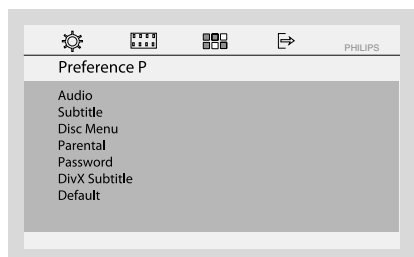 PHILIPS
Preference P
Audio
Subtitle
Disc Menu
Parental
Password
DivX Subtitle
Default